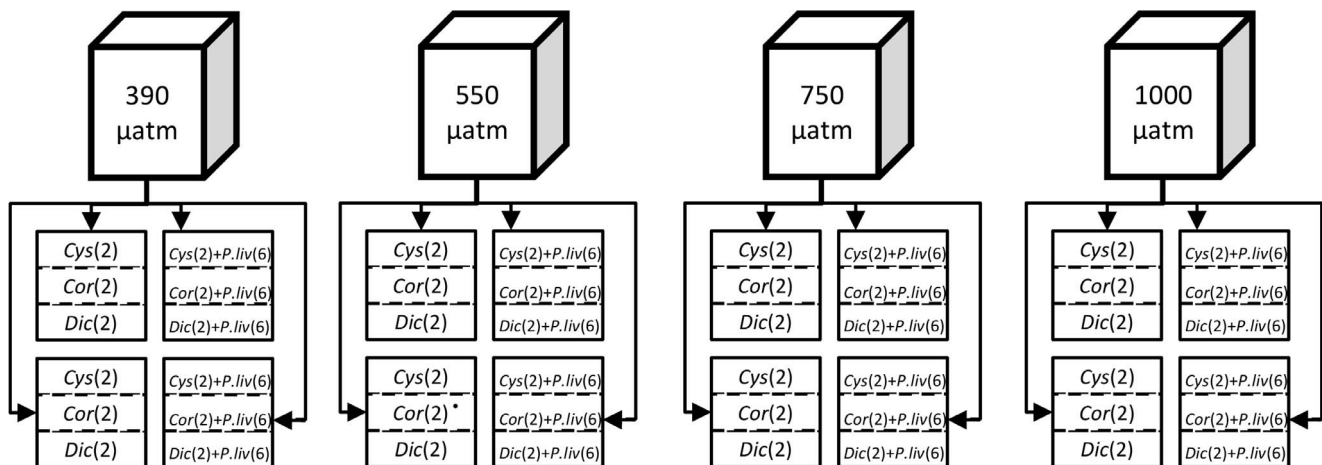 390
µatm
550
µatm
750
µatm
1000
µatm
Cys(2)
Cor(2)
Dic(2)
Cys(2)+P.liv(6)
Cor(2)+P.liv(6)
Dic(2)+P.liv(6)
Cys(2)
Cor(2)
Dic(2)
Cys(2)+P.liv(6)
Cor(2)+P.liv(6)
Dic(2)+P.liv(6)
Cys(2)
Cor(2)
Dic(2)
Cys(2)+P.liv(6)
Cor(2)+P.liv(6)
Dic(2)+P.liv(6)
Cys(2)
Cor(2)
Dic(2)
Cys(2)+P.liv(6)
Cor(2)+P.liv(6)
Dic(2)+P.liv(6)
Cys(2)
Cor(2)
Dic(2)
Cys(2)+P.liv(6)
Cor(2)+P.liv(6)
Dic(2)+P.liv(6)
Cys(2)
Cor(2)
Dic(2)
Cys(2)+P.liv(6)
Cor(2)+P.liv(6)
Dic(2)+P.liv(6)
Cys(2)
Cor(2)
Dic(2)
Cys(2)+P.liv(6)
Cor(2)+P.liv(6)
Dic(2)+P.liv(6)
Cys(2)
Cor(2)
Dic(2)
Cys(2)+P.liv(6)
Cor(2)+P.liv(6)
Dic(2)+P.liv(6)